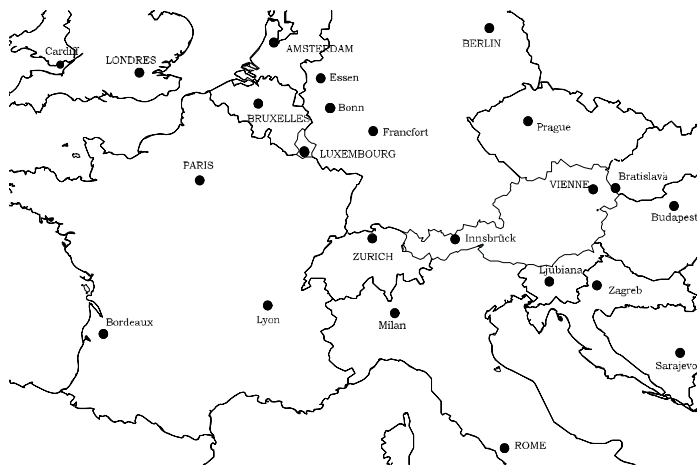 BERLIN
Cardiff
AMSTERDAM
LONDRES
Essen
Bonn
BRUXELLES
Prague
Francfort
LUXEMBOURG
PARIS
Bratislava
VIENNE
Budapest
Innsbrück
ZURICH
Ljubiana
Zagreb
Lyon
Bordeaux
Milan
Sarajevo
ROME